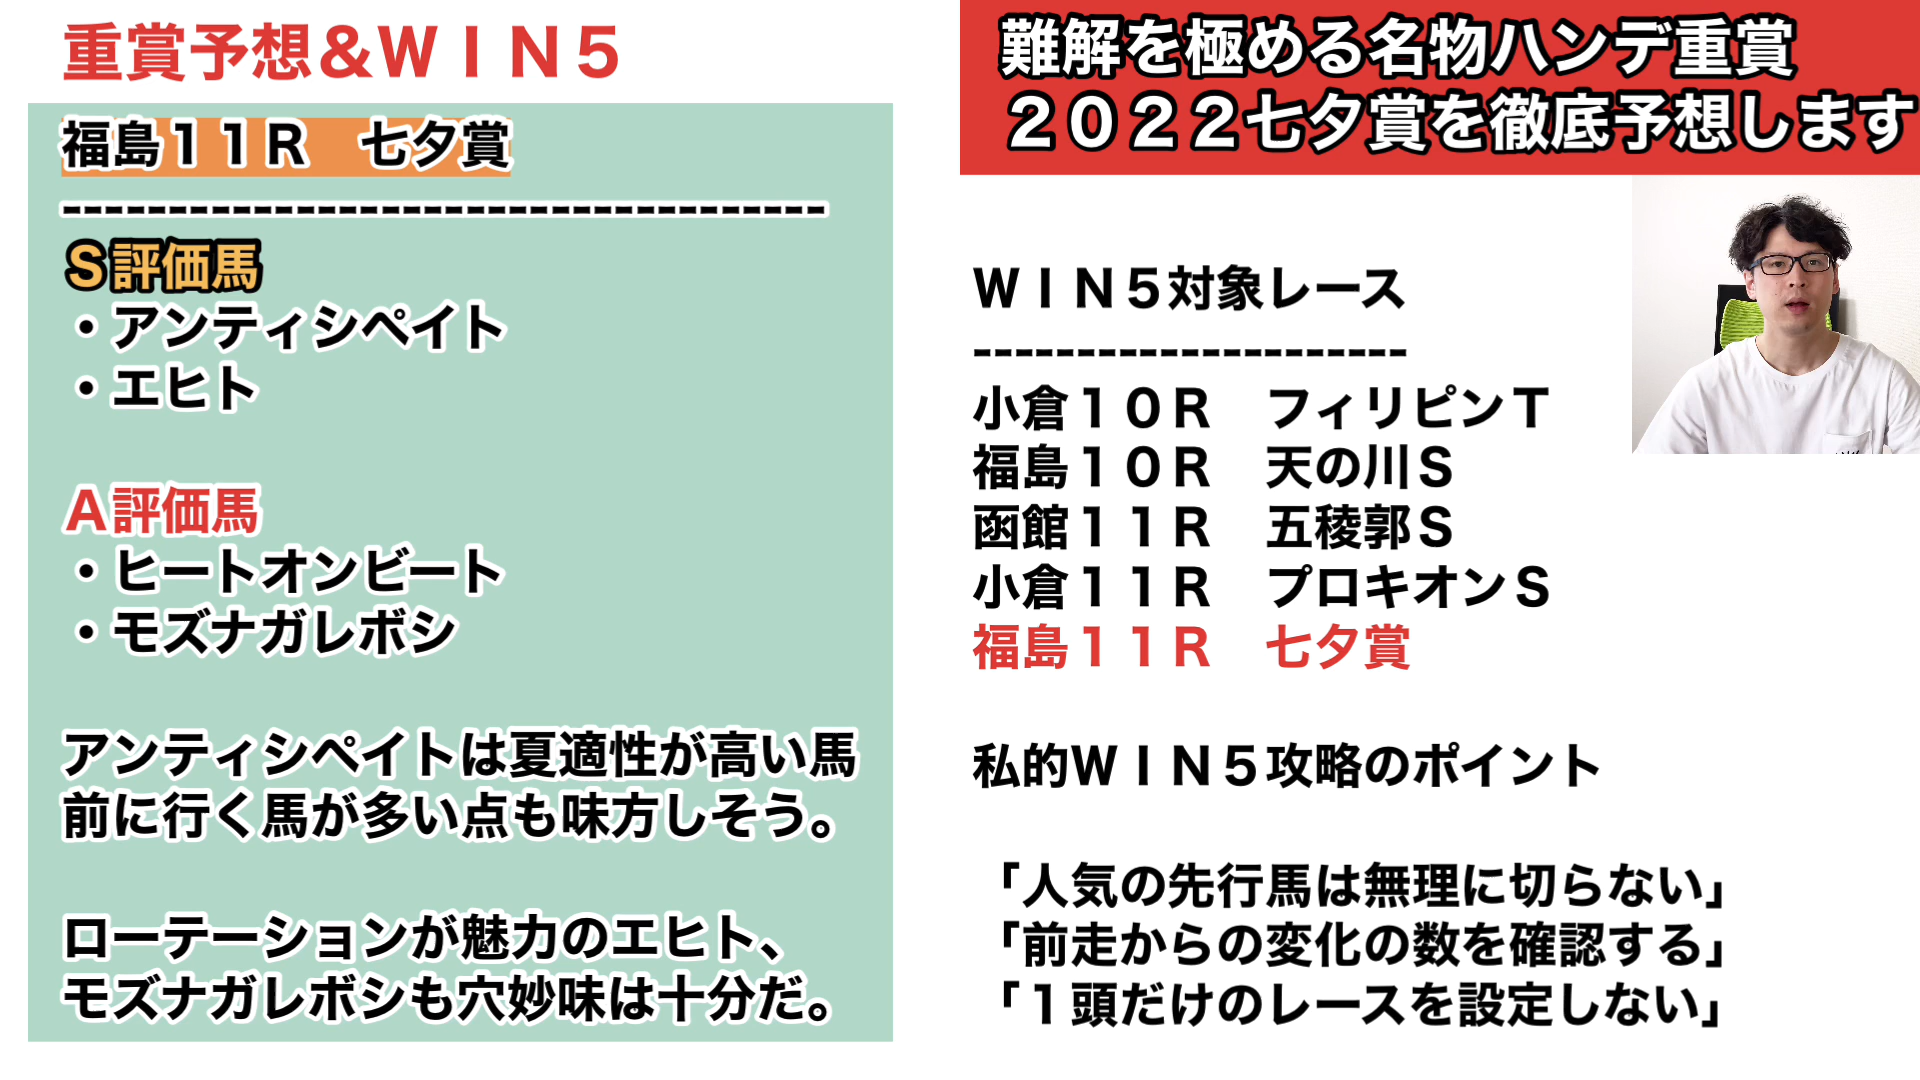 重賞予想＆ＷＩＮ５
福島１１Ｒ　七夕賞
-------------------------------------
Ｓ評価馬
・アンティシペイト
・エヒト
Ａ評価馬
・ヒートオンビート
・モズナガレボシ
アンティシペイトは夏適性が高い馬
前に行く馬が多い点も味方しそう。
ローテーションが魅力のエヒト、
モズナガレボシも穴妙味は十分だ。
難解を極める名物ハンデ重賞
２０２２七夕賞を徹底予想します
ＷＩＮ５対象レース
---------------------
小倉１０Ｒ　フィリピンＴ
福島１０Ｒ　天の川Ｓ
函館１１Ｒ　五稜郭Ｓ
小倉１１Ｒ　プロキオンＳ
福島１１Ｒ　七夕賞
私的ＷＩＮ５攻略のポイント
「人気の先行馬は無理に切らない」
「前走からの変化の数を確認する」
「１頭だけのレースを設定しない」